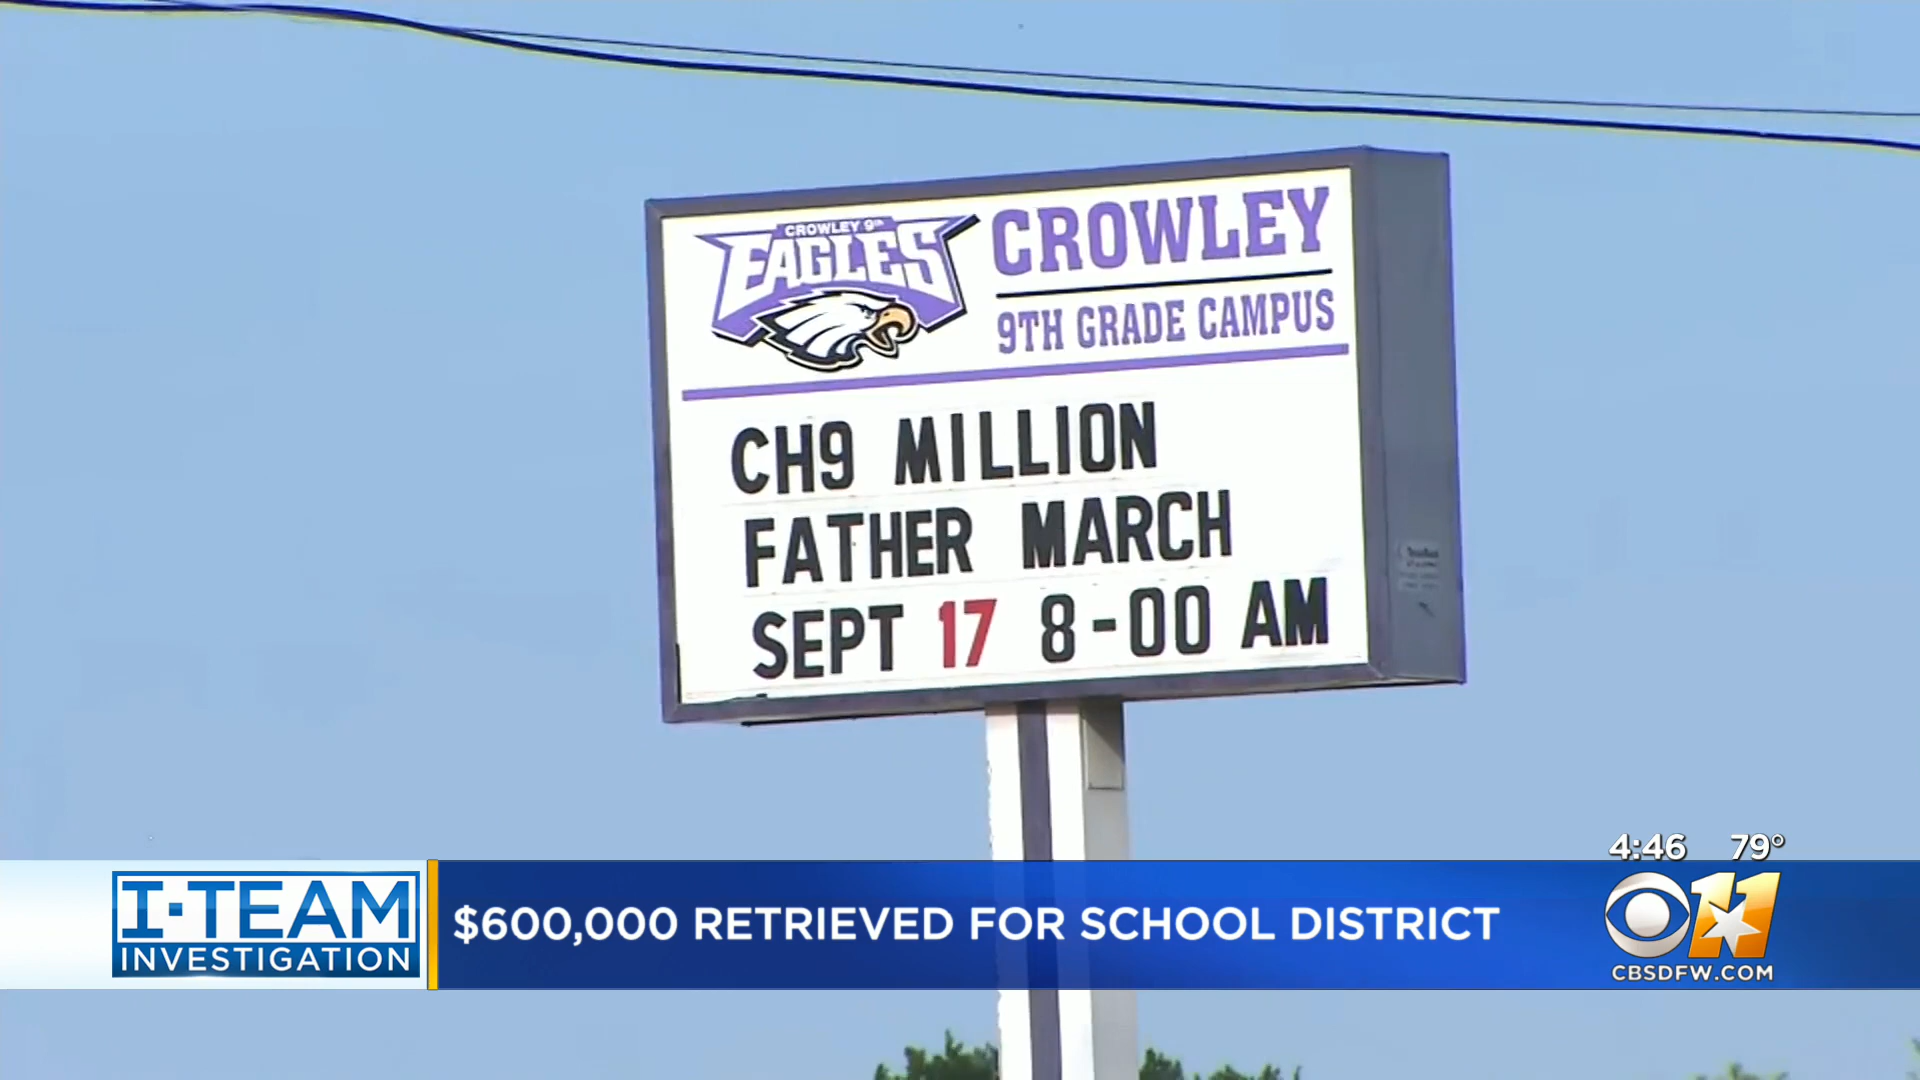 CROWLEY 9th
EAGLES
CROWLEY
9TH GRADE CAMPUS
CH9 MILLION
FATHER MARCH
SEPT 17 8-00 AM
4:46 79°
I-TEAM
INVESTIGATION
$600,000 RETRIEVED FOR SCHOOL DISTRICT
11
CBSDFW.COM